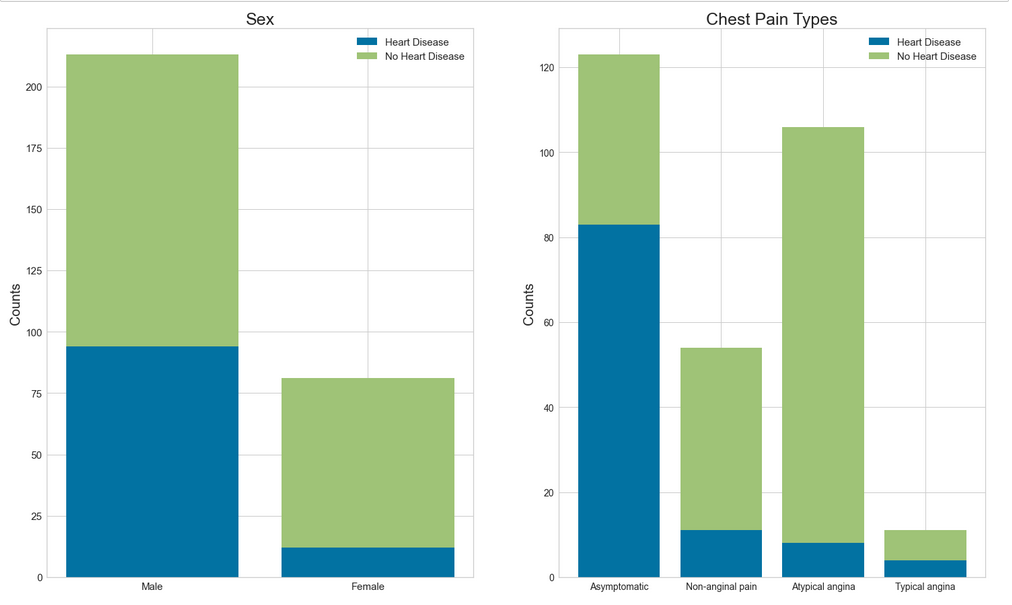 Sex
Heart Disease
No Heart Disease
200
175
150
125
100
75
50
25
0
Counts
Male
Female
Chest Pain Types
Heart Disease
No Heart Disease
120
100
80
60
40
20
0
Counts
Asymptomatic
Non-anginal pain
Atypical angina
Typical angina